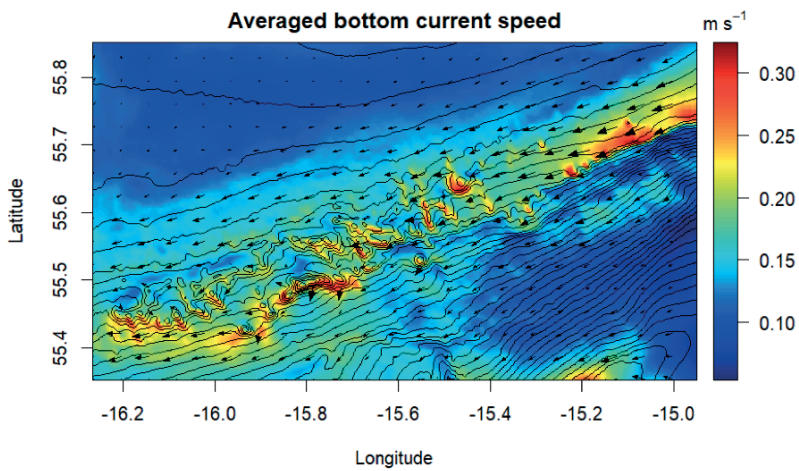 Averaged bottom current speed
m s⁻¹
Latitude
55.8
55.7
55.6
55.5
55.4
0.30
0.25
0.20
0.15
0.10
-16.2 -16.0 -15.8 -15.6 -15.4 -15.2 -15.0
Longitude